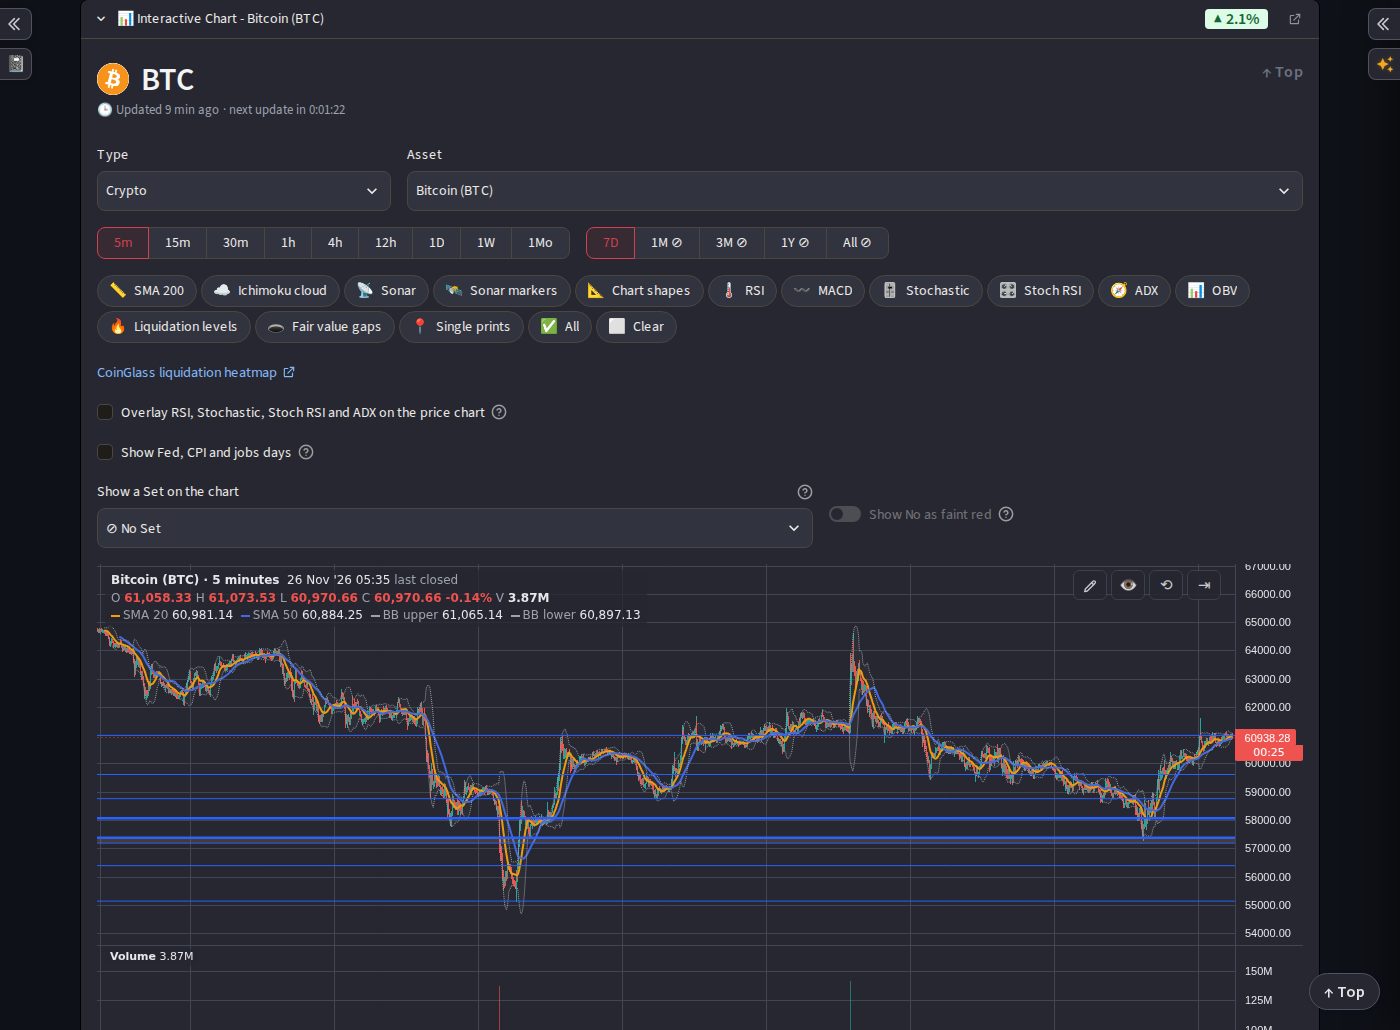 Interactive Chart - Bitcoin (BTC)
▲ 2.1%
BTC
↑ Top
Updated 9 min ago · next update in 0:01:22
Type
Asset
Crypto
Bitcoin (BTC)
5m 15m 30m 1h 4h 12h 1D 1W 1Mo 7D 1M ⊘ 3M ⊘ 1Y ⊘ All ⊘
SMA 200 Ichimoku cloud Sonar Sonar markers Chart shapes RSI MACD Stochastic Stoch RSI ADX OBV
Liquidation levels Fair value gaps Single prints All Clear
CoinGlass liquidation heatmap
Overlay RSI, Stochastic, Stoch RSI and ADX on the price chart
Show Fed, CPI and jobs days
Show a Set on the chart
⊘ No Set
Show No as faint red
Bitcoin (BTC) · 5 minutes 26 Nov '26 05:35 last closed
O 61,058.33 H 61,073.53 L 60,970.66 C 60,970.66 -0.14% V 3.87M
SMA 20 60,981.14 SMA 50 60,884.25 BB upper 61,065.14 BB lower 60,897.13
67000.00
66000.00
65000.00
64000.00
63000.00
62000.00
60938.28
00:25
60000.00
59000.00
58000.00
57000.00
56000.00
55000.00
54000.00
Volume 3.87M
150M
125M
100M
↑ Top